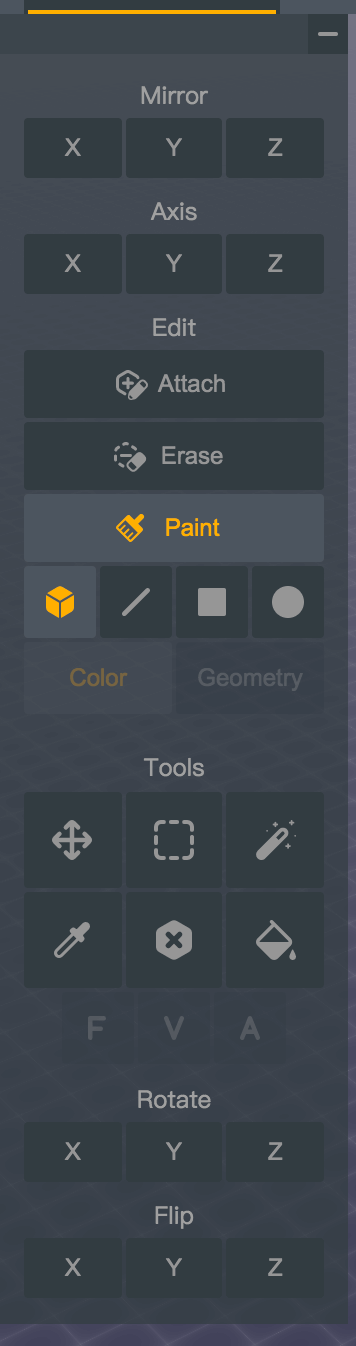 Mirror
X Y Z
Axis
X Y Z
Edit
Attach
Erase
Paint
Color Geometry
Tools
F V A
Rotate
X Y Z
Flip
X Y Z